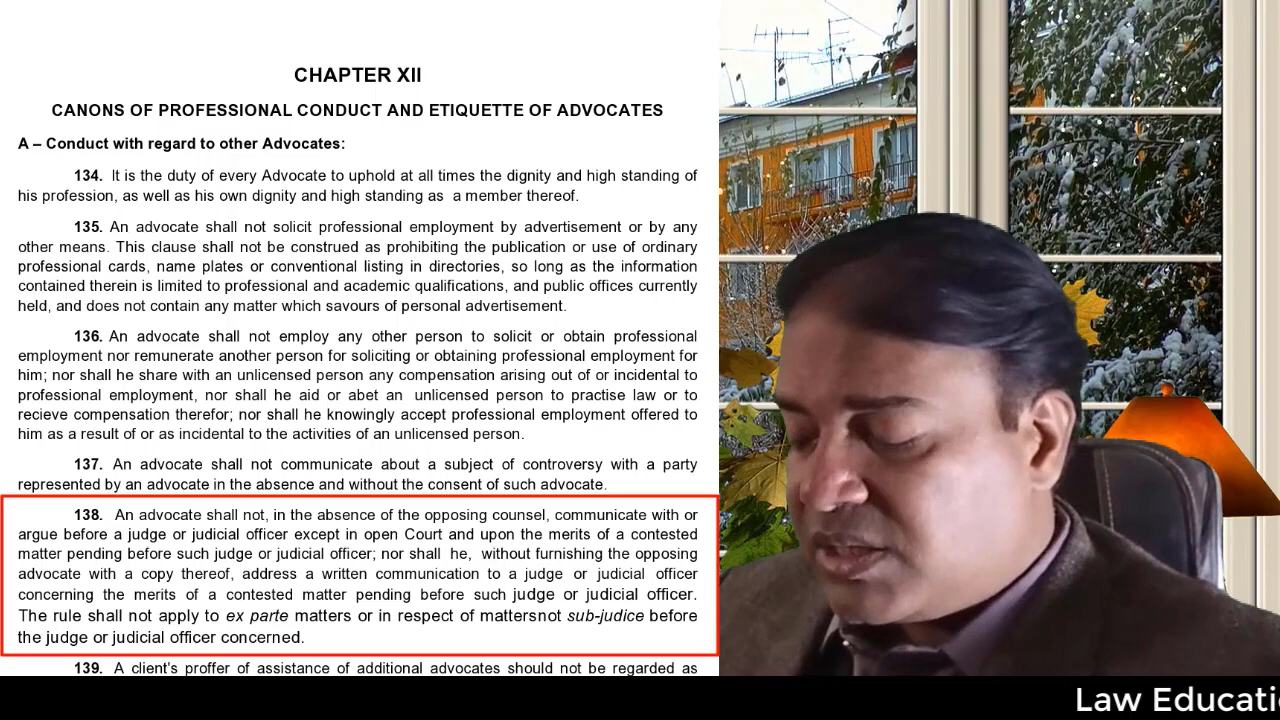 CHAPTER XII
CANONS OF PROFESSIONAL CONDUCT AND ETIQUETTE OF ADVOCATES
A – Conduct with regard to other Advocates:
134. It is the duty of every Advocate to uphold at all times the dignity and high standing of
his profession, as well as his own dignity and high standing as a member thereof.
135. An advocate shall not solicit professional employment by advertisement or by any
other means. This clause shall not be construed as prohibiting the publication or use of ordinary
professional cards, name plates or conventional listing in directories, so long as the information
contained therein is limited to professional and academic qualifications, and public offices currently
held, and does not contain any matter which savours of personal advertisement.
136. An advocate shall not employ any other person to solicit or obtain professional
employment nor remunerate another person for soliciting or obtaining professional employment for
him; nor shall he share with an unlicensed person any compensation arising out of or incidental to
professional employment, nor shall he aid or abet an unlicensed person to practise law or to
recieve compensation therefor; nor shall he knowingly accept professional employment offered to
him as a result of or as incidental to the activities of an unlicensed person.
137. An advocate shall not communicate about a subject of controversy with a party
represented by an advocate in the absence and without the consent of such advocate.
138. An advocate shall not, in the absence of the opposing counsel, communicate with or
argue before a judge or judicial officer except in open Court and upon the merits of a contested
matter pending before such judge or judicial officer; nor shall he, without furnishing the opposing
advocate with a copy thereof, address a written communication to a judge or judicial officer
concerning the merits of a contested matter pending before such judge or judicial officer.
The rule shall not apply to ex parte matters or in respect of mattersnot sub-judice before
the judge or judicial officer concerned.
139. A client's proffer of assistance of additional advocates should not be regarded as
Law Educati